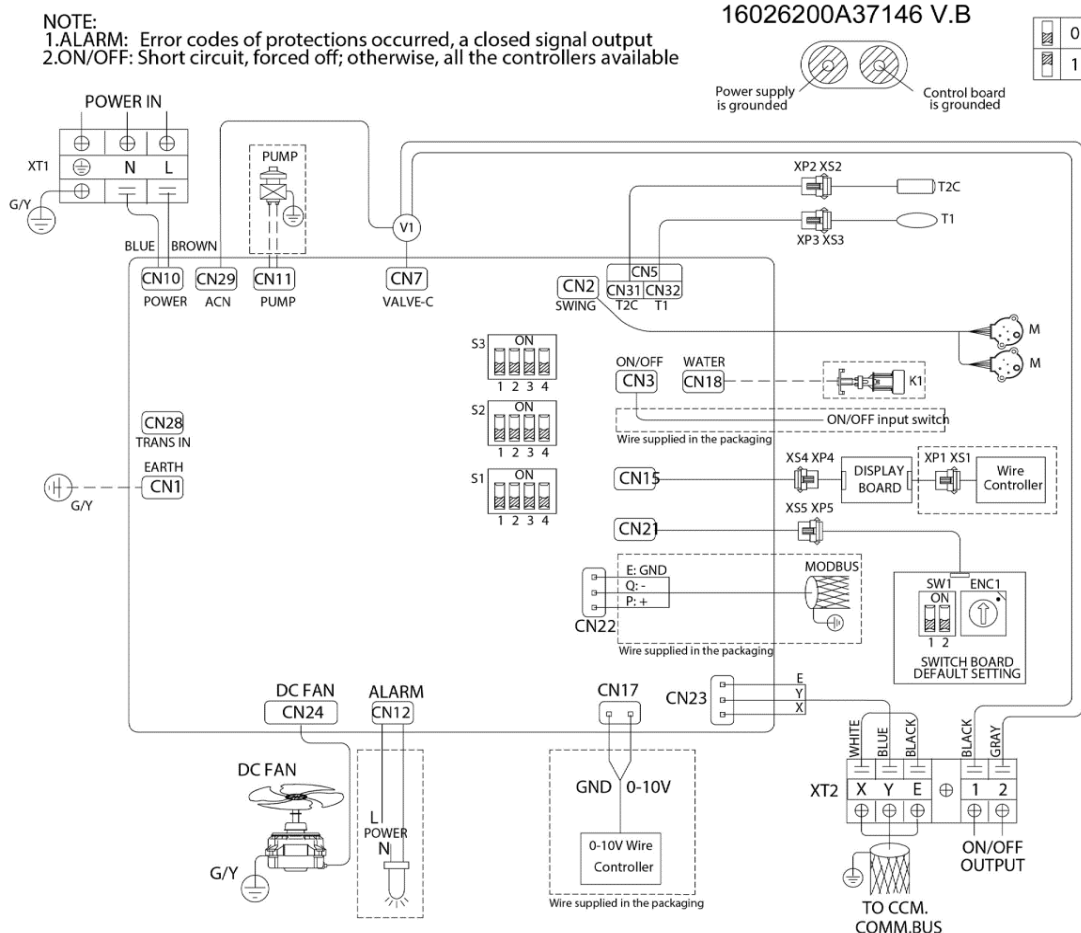 16026200A37146 V.B
NOTE:
1.ALARM: Error codes of protections occurred, a closed signal output
2.ON/OFF: Short circuit, forced off; otherwise, all the controllers available
0
1
Power supply
is grounded
Control board
is grounded
POWER IN
XT1
N
L
G/Y
BLUE
BROWN
PUMP
V1
XP2 XS2
T2C
XP3 XS3
T1
CN10
POWER
CN29
ACN
CN11
PUMP
CN7
VALVE-C
CN2
SWING
CN5
CN31
CN32
T2C
T1
M
M
S3
ON
1 2 3 4
S2
ON
1 2 3 4
S1
ON
1 2 3 4
ON/OFF
CN3
WATER
CN18
K1
ON/OFF input switch
Wire supplied in the packaging
CN28
TRANS IN
EARTH
CN1
G/Y
CN15
XS4 XP4
DISPLAY
BOARD
XP1 XS1
Wire
Controller
CN21
XS5 XP5
CN22
E: GND
Q: -
P: +
MODBUS
Wire supplied in the packaging
SW1
ON
1 2
ENC1
SWITCH BOARD
DEFAULT SETTING
DC FAN
CN24
ALARM
CN12
CN17
CN23
E
Y
X
DC FAN
G/Y
L
POWER
N
GND
0-10V
0-10V Wire
Controller
Wire supplied in the packaging
WHITE
BLUE
BLACK
BLACK
GRAY
XT2
X
Y
E
1
2
ON/OFF
OUTPUT
TO CCM.
COMM.BUS